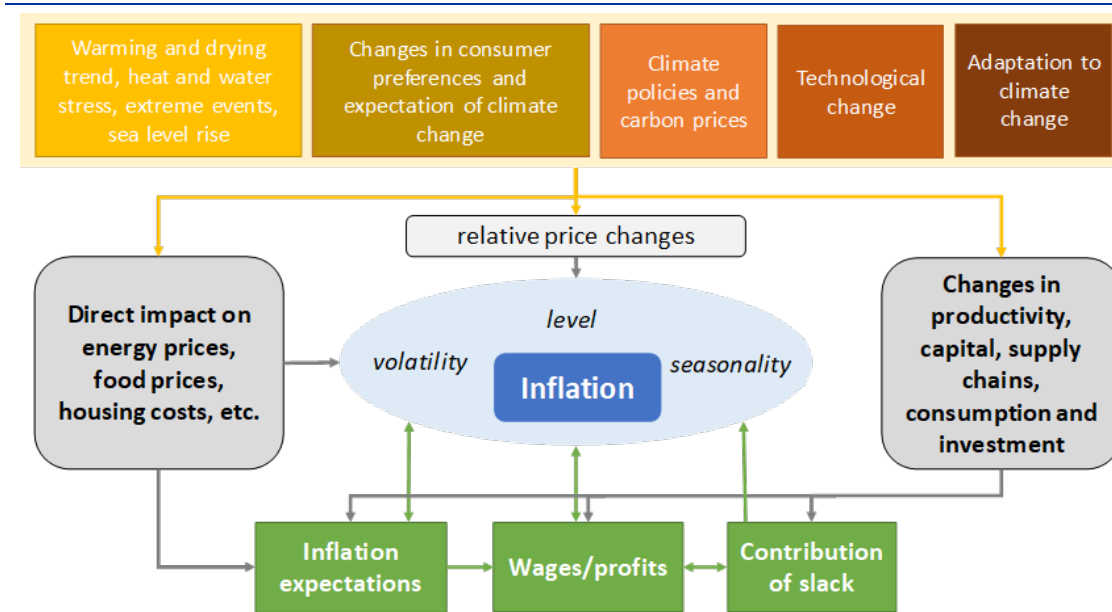 Warming and drying
trend, heat and water
stress, extreme events,
sea level rise
Changes in consumer
preferences and
expectation of climate
change
Climate
policies and
carbon prices
Technological
change
Adaptation to
climate
change
relative price changes
Direct impact on
energy prices,
food prices,
housing costs, etc.
level
volatility
seasonality
Inflation
Changes in
productivity,
capital, supply
chains,
consumption and
investment
Inflation
expectations
Wages/profits
Contribution
of slack